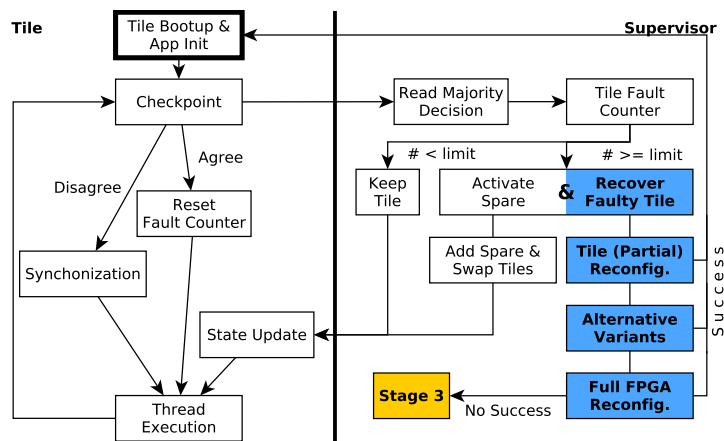 Tile
Tile Bootup &
App Init
Supervisor
Checkpoint
Read Majority
Decision
Tile Fault
Counter
Agree
Disagree
# < limit
# >= limit
Reset
Fault Counter
Keep
Tile
Activate
Spare
&
Recover
Faulty Tile
Synchonization
Add Spare &
Swap Tiles
Tile (Partial)
Reconfig.
Success
State Update
Alternative
Variants
Thread
Execution
Stage 3
No Success
Full FPGA
Reconfig.